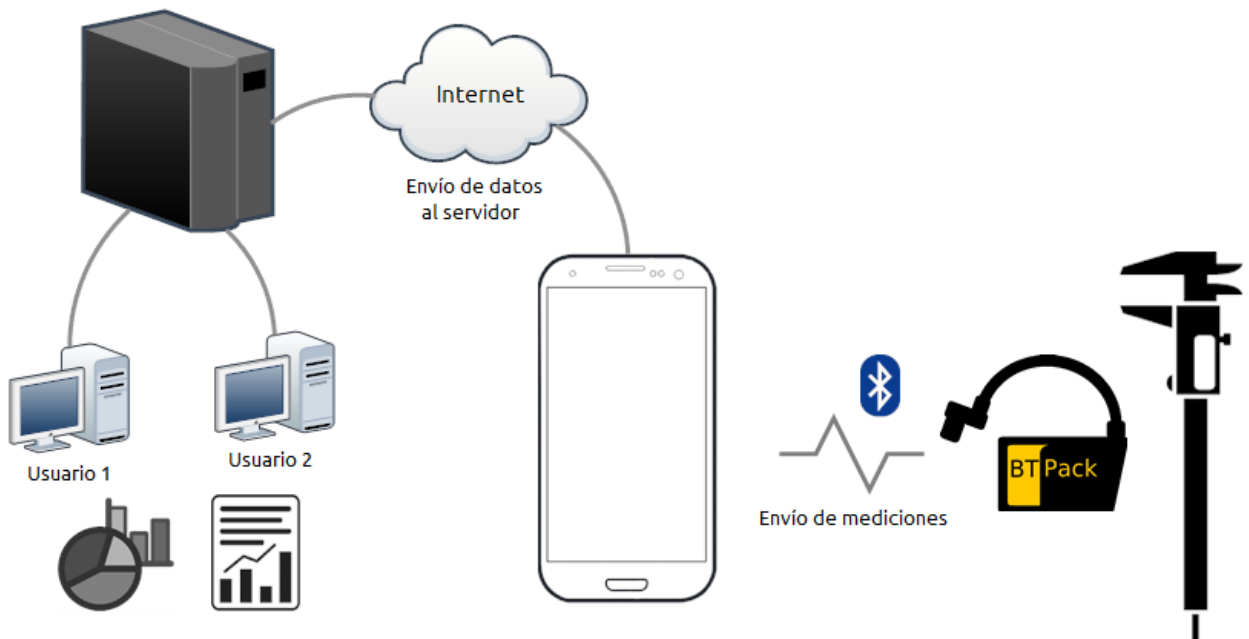 Internet
Envío de datos
al servidor
Usuario 1
Usuario 2
BT Pack
Envío de mediciones